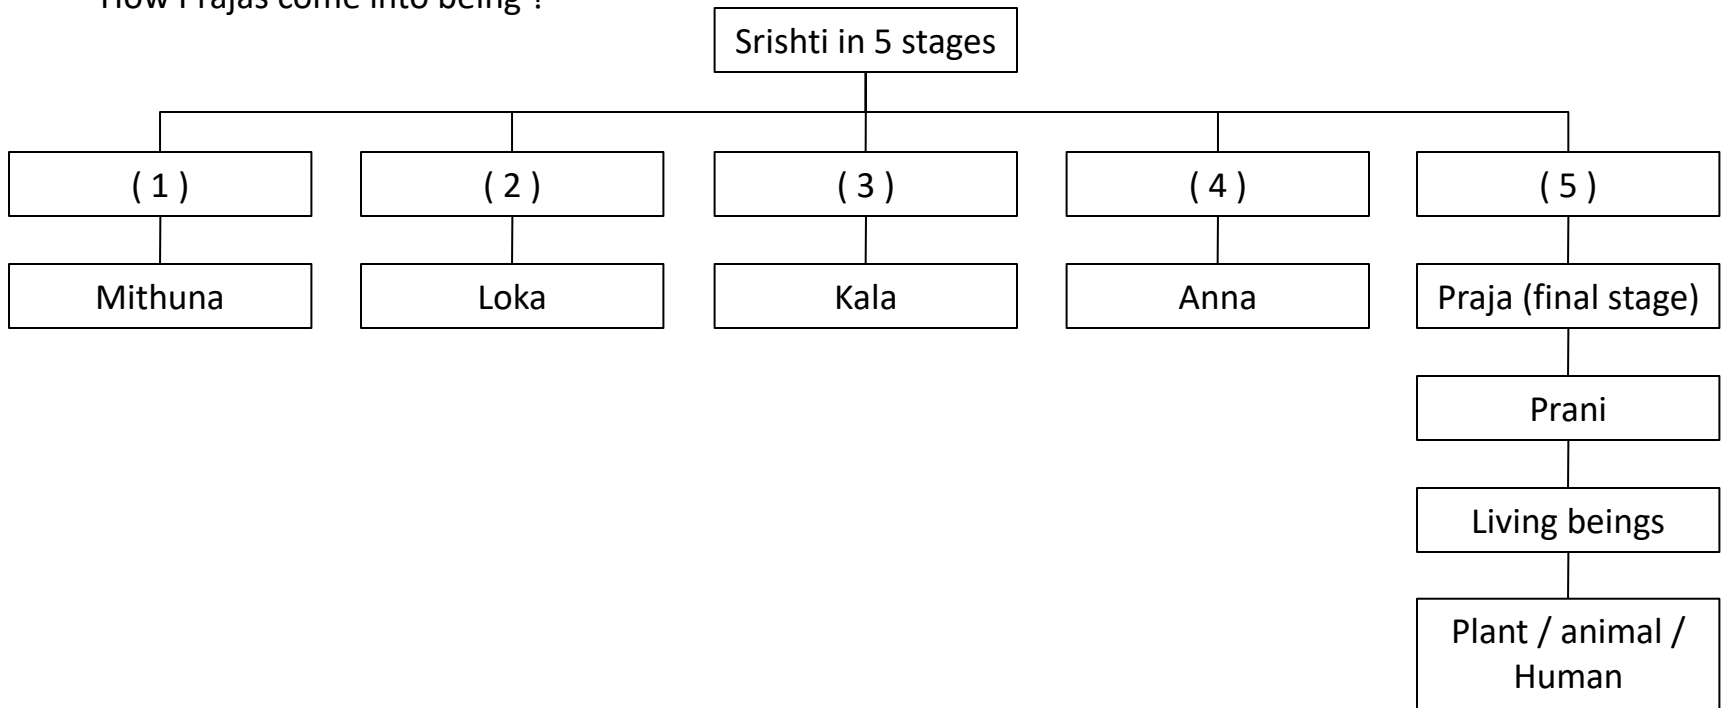 How Prajas come into being ?
Srishti in 5 stages
( 1 )
( 2 )
( 3 )
( 4 )
( 5 )
Mithuna
Loka
Kala
Anna
Praja (final stage)
Prani
Living beings
Plant / animal /
Human